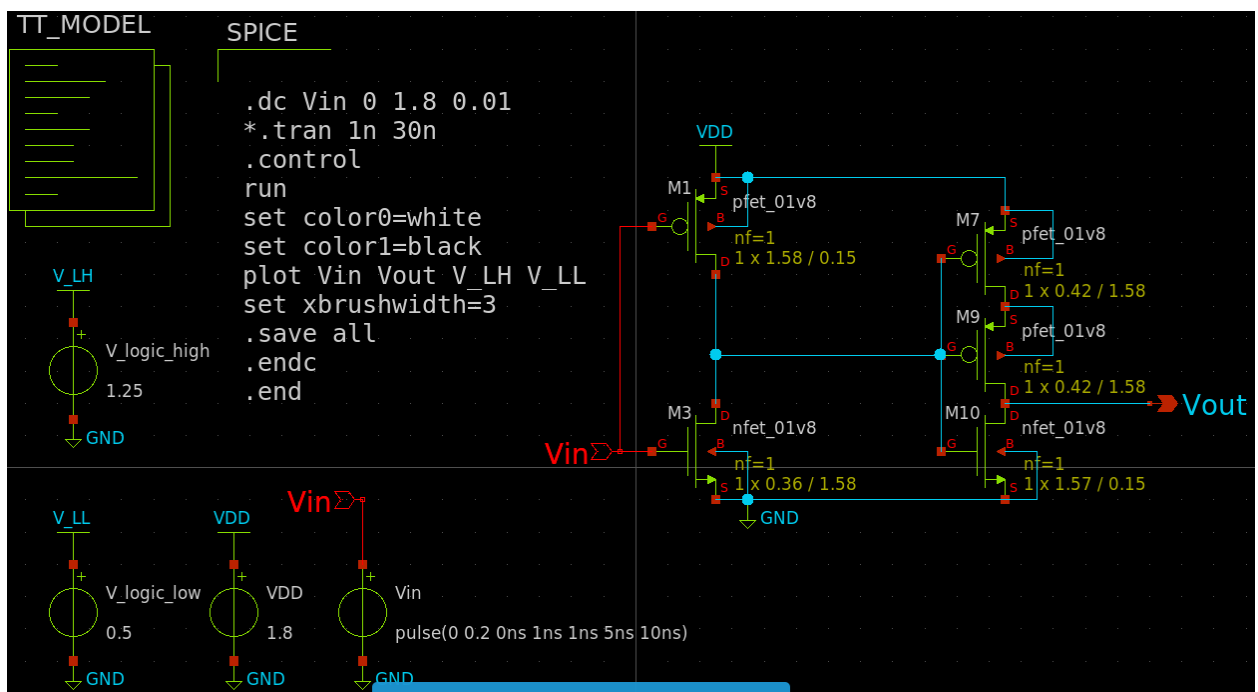 TT_MODEL
SPICE
.dc Vin 0 1.8 0.01
*.tran 1n 30n
.control
run
set color0=white
set color1=black
plot Vin Vout V_LH V_LL
set xbrushwidth=3
.save all
.endc
.end
V_LH
+
V_logic_high
1.25
GND
V_LL
+
V_logic_low
0.5
GND
VDD
+
VDD
1.8
GND
Vin
+
Vin
pulse(0 0.2 0ns 1ns 1ns 5ns 10ns)
GND
VDD
M1
S
pfet_01v8
G
B
nf=1
D
1 x 1.58 / 0.15
M7
S
pfet_01v8
G
B
nf=1
D
1 x 0.42 / 1.58
M9
S
pfet_01v8
G
B
nf=1
D
1 x 0.42 / 1.58
Vout
M3
D
nfet_01v8
Vin
G
B
nf=1
S
1 x 0.36 / 1.58
M10
D
nfet_01v8
G
B
nf=1
S
1 x 1.57 / 0.15
GND